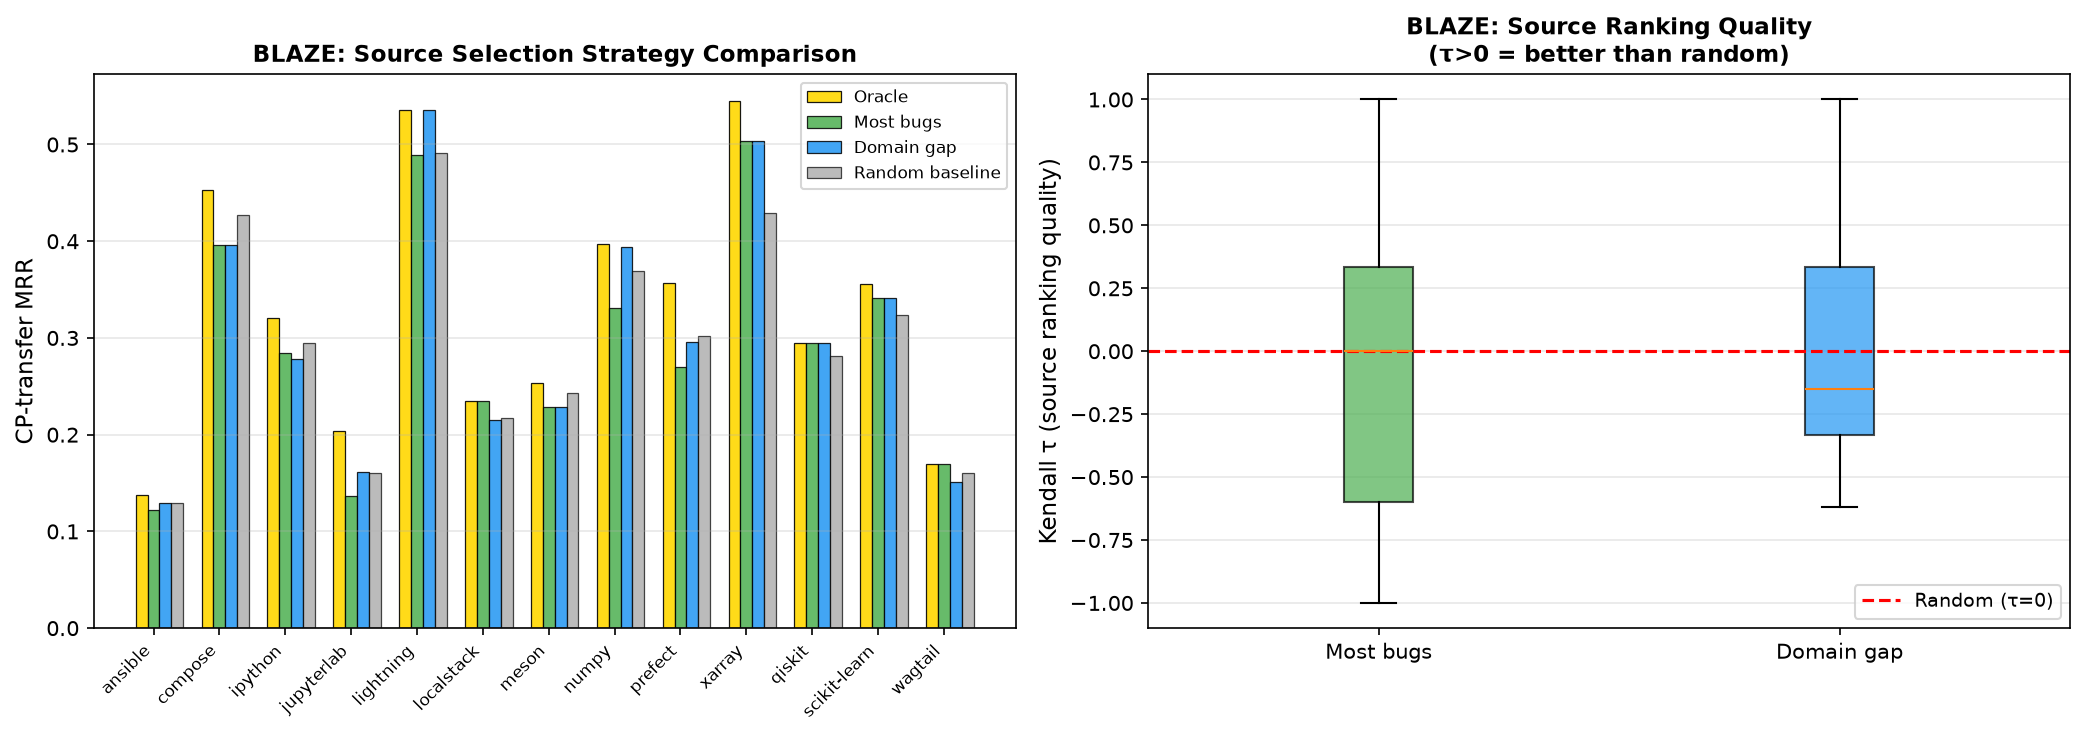 BLAZE: Source Selection Strategy Comparison
CP-transfer MRR
0.5
0.4
0.3
0.2
0.1
0.0
Oracle
Most bugs
Domain gap
Random baseline
ansible
compose
ipython
jupyterlab
lightning
localstack
meson
numpy
prefect
xarray
qiskit
scikit-learn
wagtail
BLAZE: Source Ranking Quality
(τ>0 = better than random)
Kendall τ (source ranking quality)
1.00
0.75
0.50
0.25
0.00
−0.25
−0.50
−0.75
−1.00
Random (τ=0)
Most bugs
Domain gap